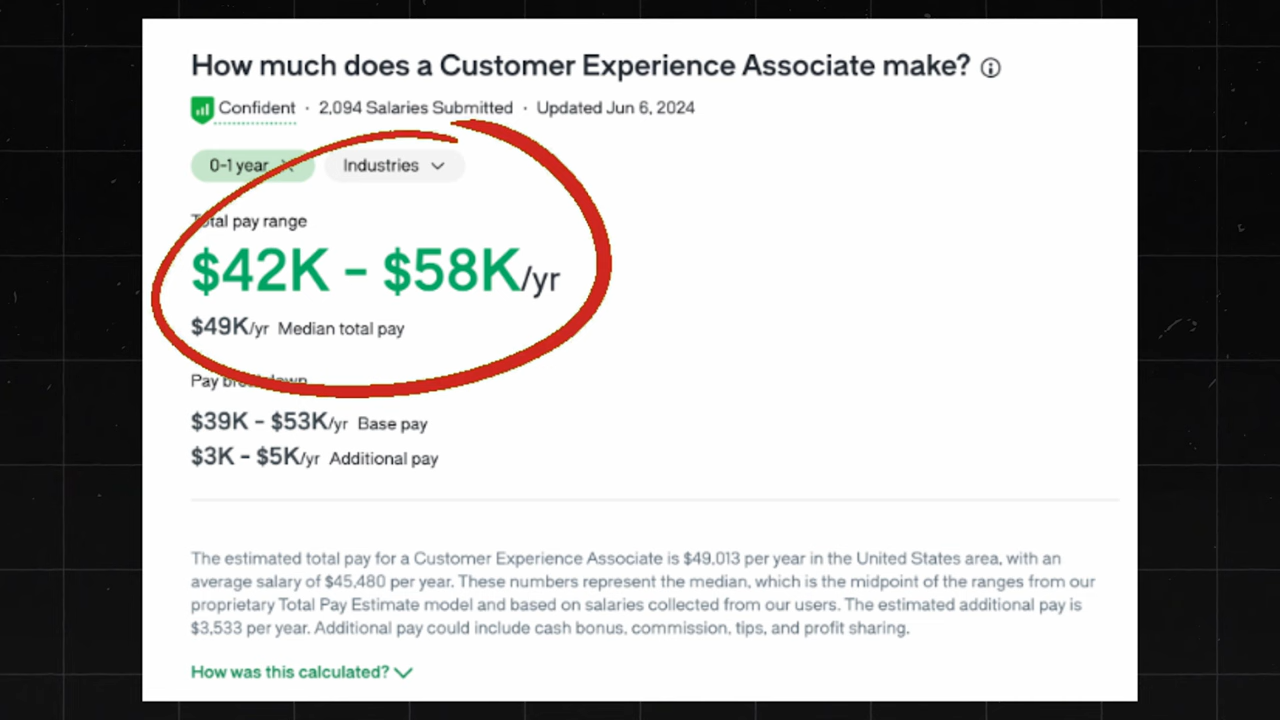 How much does a Customer Experience Associate make?
Confident · 2,094 Salaries Submitted · Updated Jun 6, 2024
0-1 year Industries
Total pay range
$42K - $58K/yr
$49K/yr Median total pay
Pay breakdown
$39K - $53K/yr Base pay
$3K - $5K/yr Additional pay
The estimated total pay for a Customer Experience Associate is $49,013 per year in the United States area, with an
average salary of $45,480 per year. These numbers represent the median, which is the midpoint of the ranges from our
proprietary Total Pay Estimate model and based on salaries collected from our users. The estimated additional pay is
$3,533 per year. Additional pay could include cash bonus, commission, tips, and profit sharing.
How was this calculated?